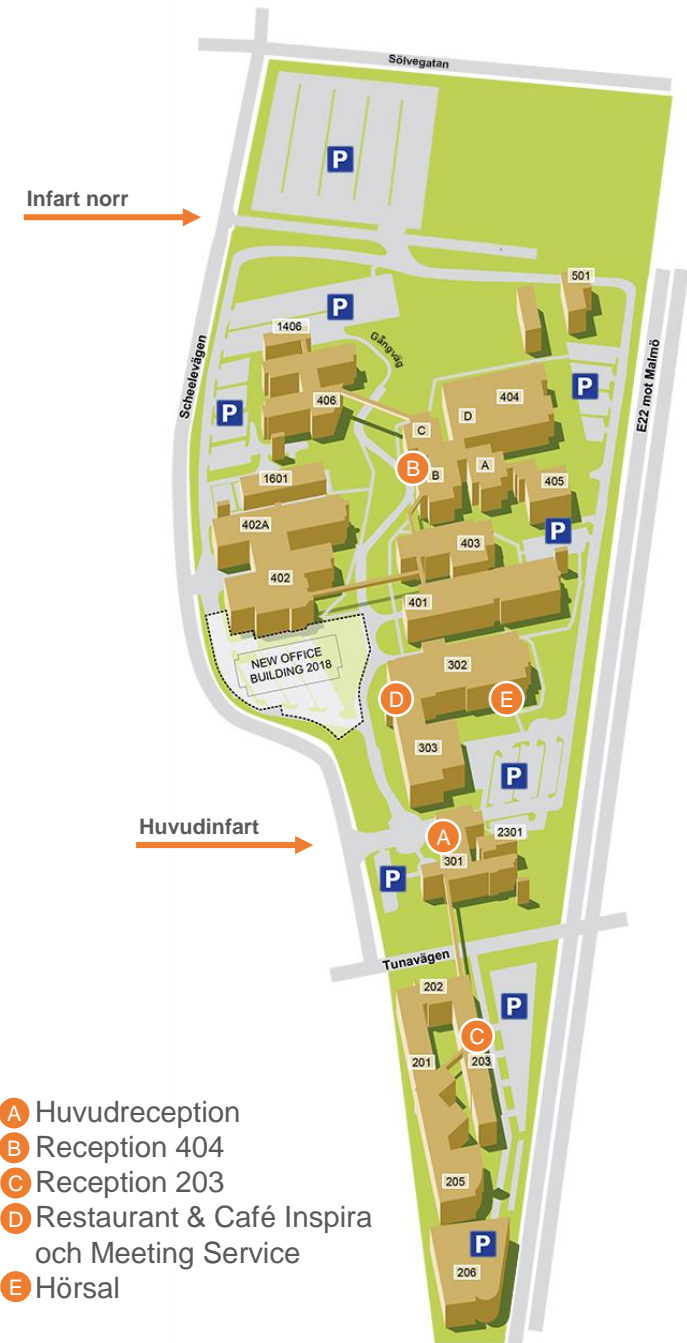 Sölvegatan
P
Infart norr
501
E22 mot Malmö
P
1406
Gångväg
Scheelevägen
P
406
404
P
C
D
P
B
B
A
1601
405
402A
P
403
402
401
NEW OFFICE
BUILDING 2018
302
D
E
303
P
Huvudinfart
A
2301
301
P
Tunavägen
202
P
C
201
203
205
P
206
A Huvudreception
B Reception 404
C Reception 203
D Restaurant & Café Inspira
och Meeting Service
E Hörsal